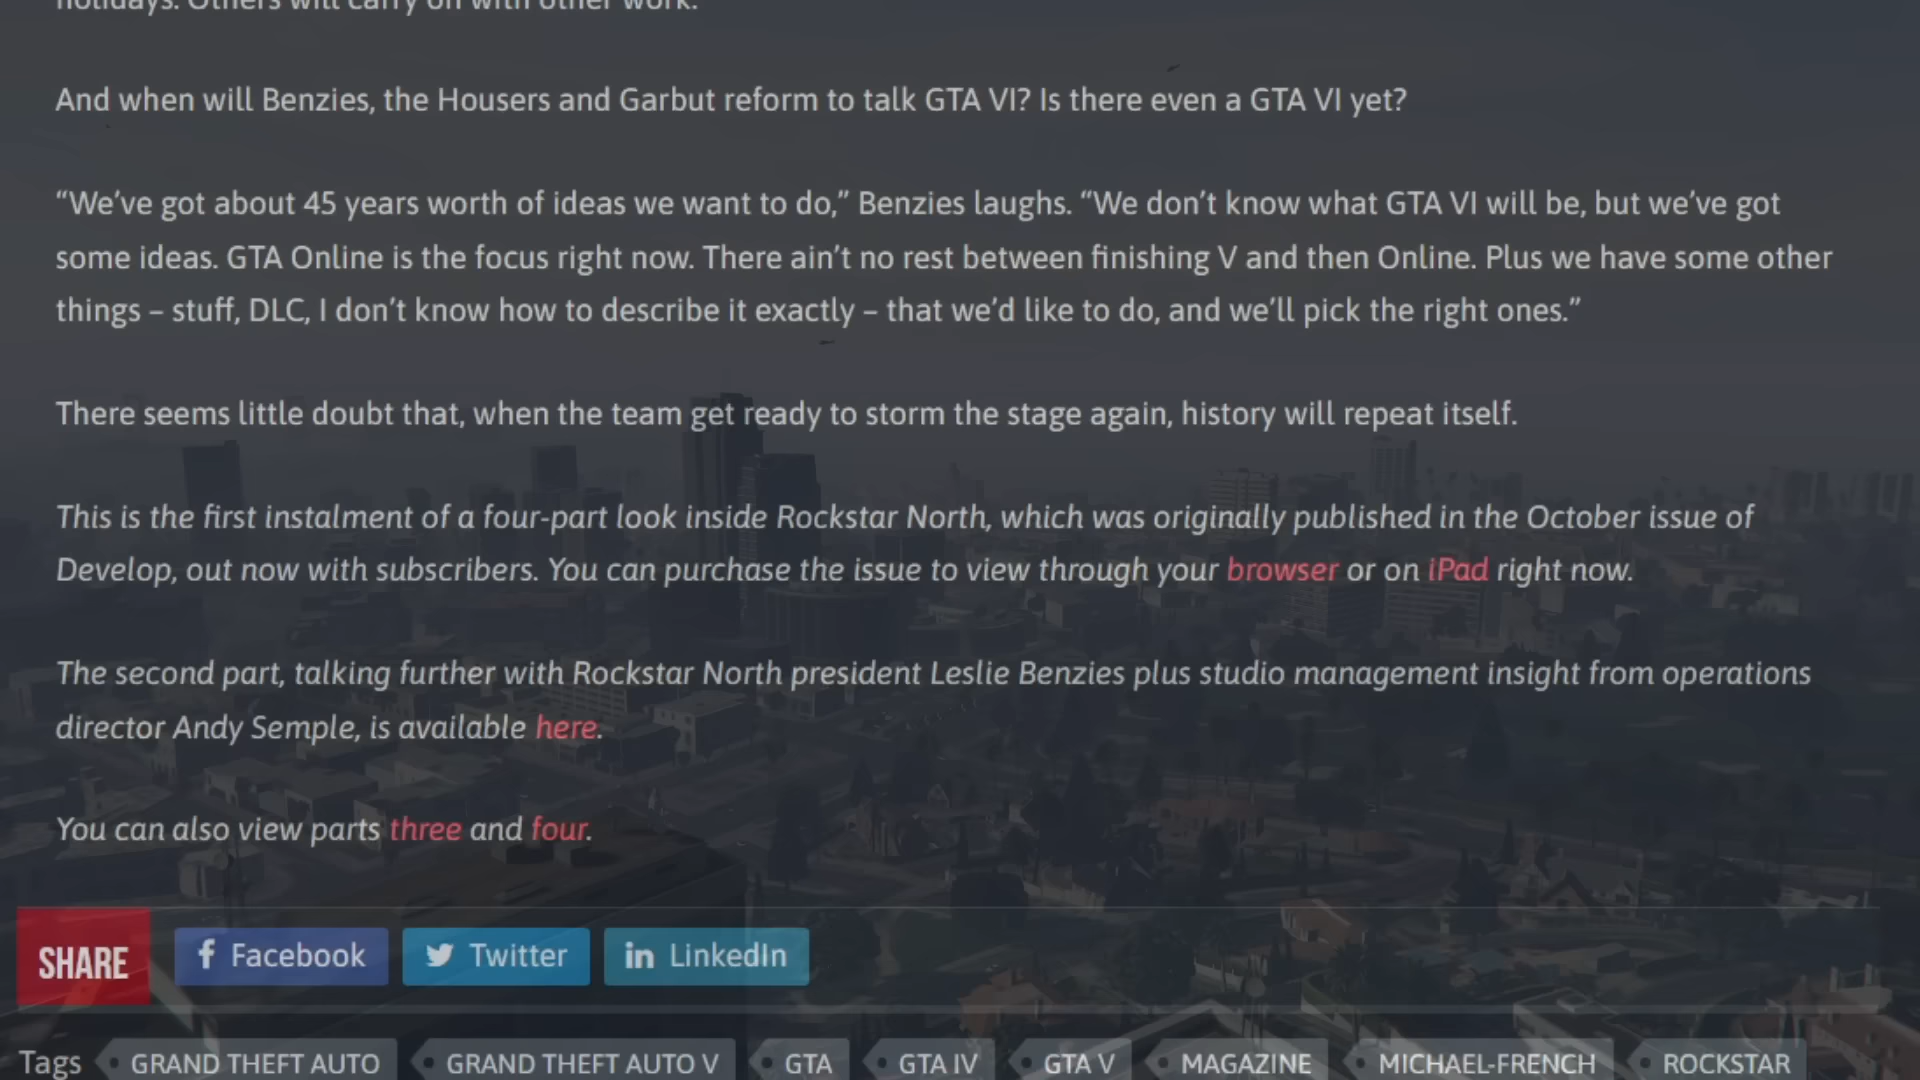 holidays. Others will carry on with other work.
And when will Benzies, the Housers and Garbut reform to talk GTA VI? Is there even a GTA VI yet?
“We’ve got about 45 years worth of ideas we want to do,” Benzies laughs. “We don’t know what GTA VI will be, but we’ve got
some ideas. GTA Online is the focus right now. There ain’t no rest between finishing V and then Online. Plus we have some other
things – stuff, DLC, I don’t know how to describe it exactly – that we’d like to do, and we’ll pick the right ones.”
There seems little doubt that, when the team get ready to storm the stage again, history will repeat itself.
This is the first instalment of a four-part look inside Rockstar North, which was originally published in the October issue of
Develop, out now with subscribers. You can purchase the issue to view through your browser or on iPad right now.
The second part, talking further with Rockstar North president Leslie Benzies plus studio management insight from operations
director Andy Semple, is available here.
You can also view parts three and four.
SHARE Facebook Twitter LinkedIn
Tags GRAND THEFT AUTO GRAND THEFT AUTO V GTA GTA IV GTA V MAGAZINE MICHAEL-FRENCH ROCKSTAR